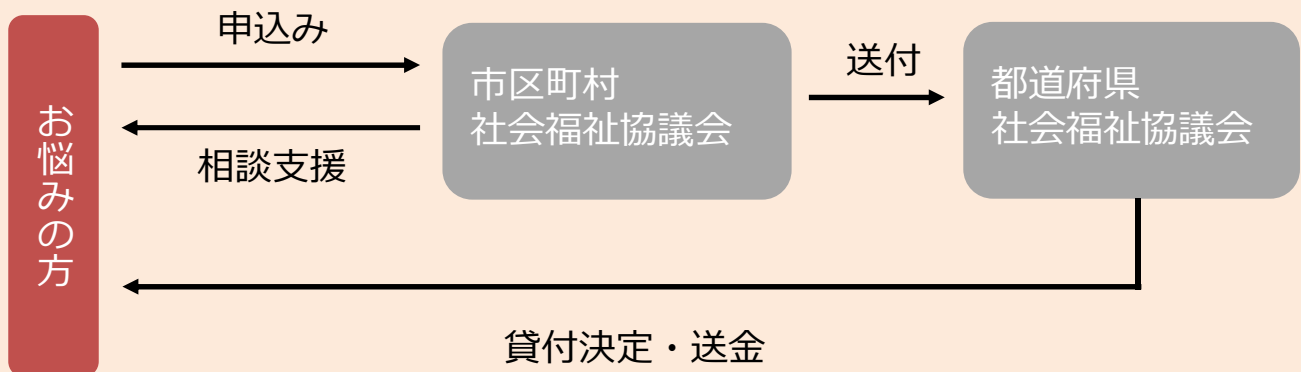 お悩みの方
申込み
相談支援
市区町村
社会福祉協議会
送付
都道府県
社会福祉協議会
貸付決定・送金